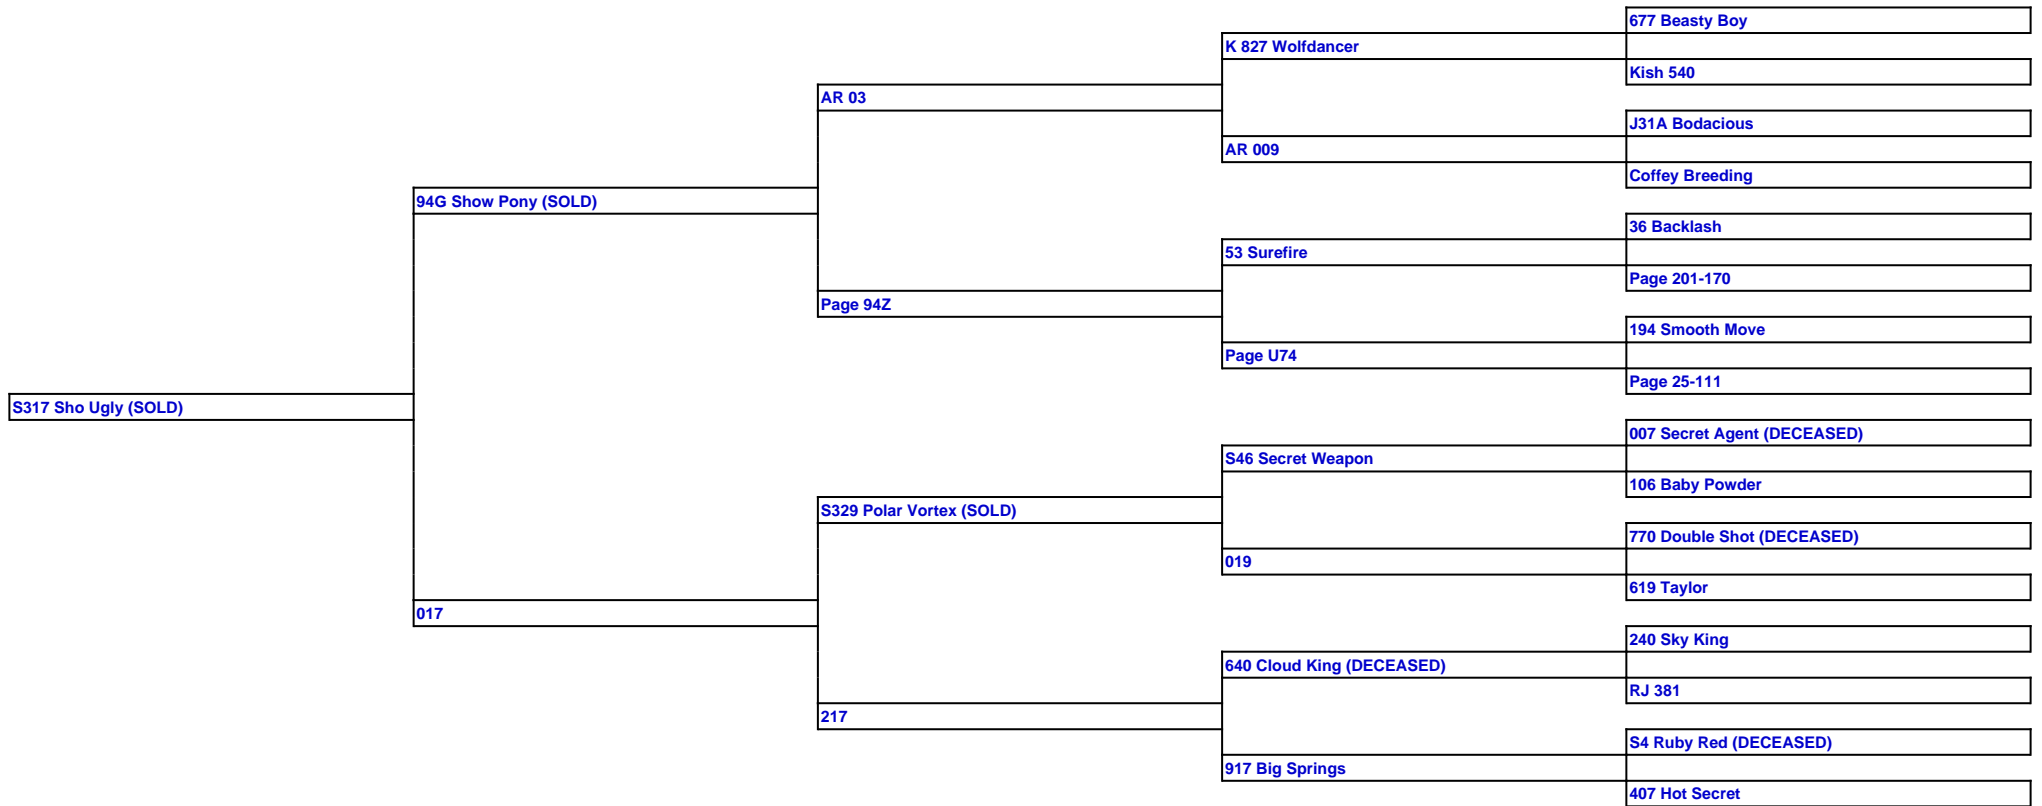 677 Beasty Boy
K 827 Wolfdancer
Kish 540
AR 03
J31A Bodacious
AR 009
Coffey Breeding
94G Show Pony (SOLD)
36 Backlash
53 Surefire
Page 201-170
Page 94Z
194 Smooth Move
Page U74
Page 25-111
S317 Sho Ugly (SOLD)
007 Secret Agent (DECEASED)
S46 Secret Weapon
106 Baby Powder
S329 Polar Vortex (SOLD)
770 Double Shot (DECEASED)
019
619 Taylor
017
240 Sky King
640 Cloud King (DECEASED)
RJ 381
217
S4 Ruby Red (DECEASED)
917 Big Springs
407 Hot Secret